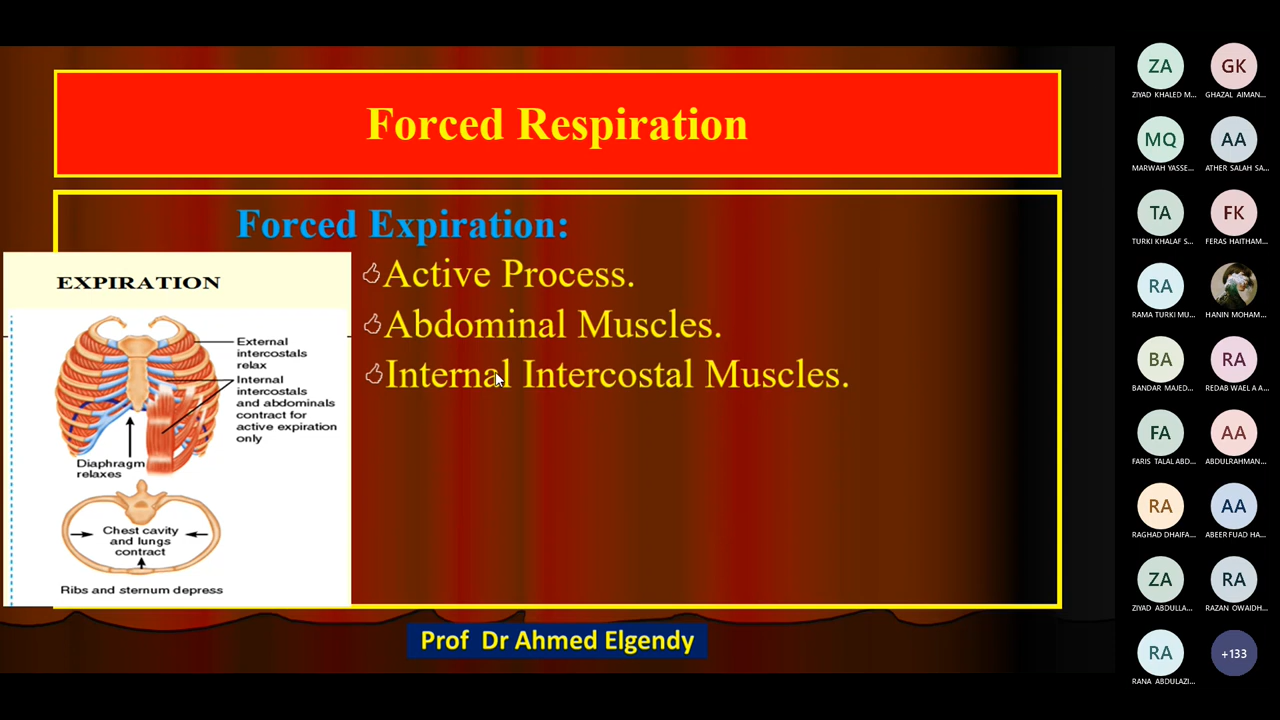 Forced Respiration
Forced Expiration:
Active Process.
Abdominal Muscles.
Internal Intercostal Muscles.
EXPIRATION
External
intercostals
relax
Internal
intercostals
and abdominals
contract for
active expiration
only
Diaphragm
relaxes
Chest cavity
and lungs
contract
Ribs and sternum depress
Prof Dr Ahmed Elgendy
ZA
ZIYAD KHALED M...
GK
GHAZAL AIMAN...
MQ
MARWAH YASSE...
AA
ATHER SALAH SA...
TA
TURKI KHALAF S...
FK
FERAS HAITHAM...
RA
RAMA TURKI MU...
HANIN MOHAM...
BA
BANDAR MAJED...
RA
REDAB WAEL A A...
FA
FARIS TALAL ABD...
AA
ABDULRAHMAN...
RA
RAGHAD DHAIFA...
AA
ABEER FUAD HA...
ZA
ZIYAD ABDULLA...
RA
RAZAN OWAIDH...
RA
RANA ABDULAZI...
+133